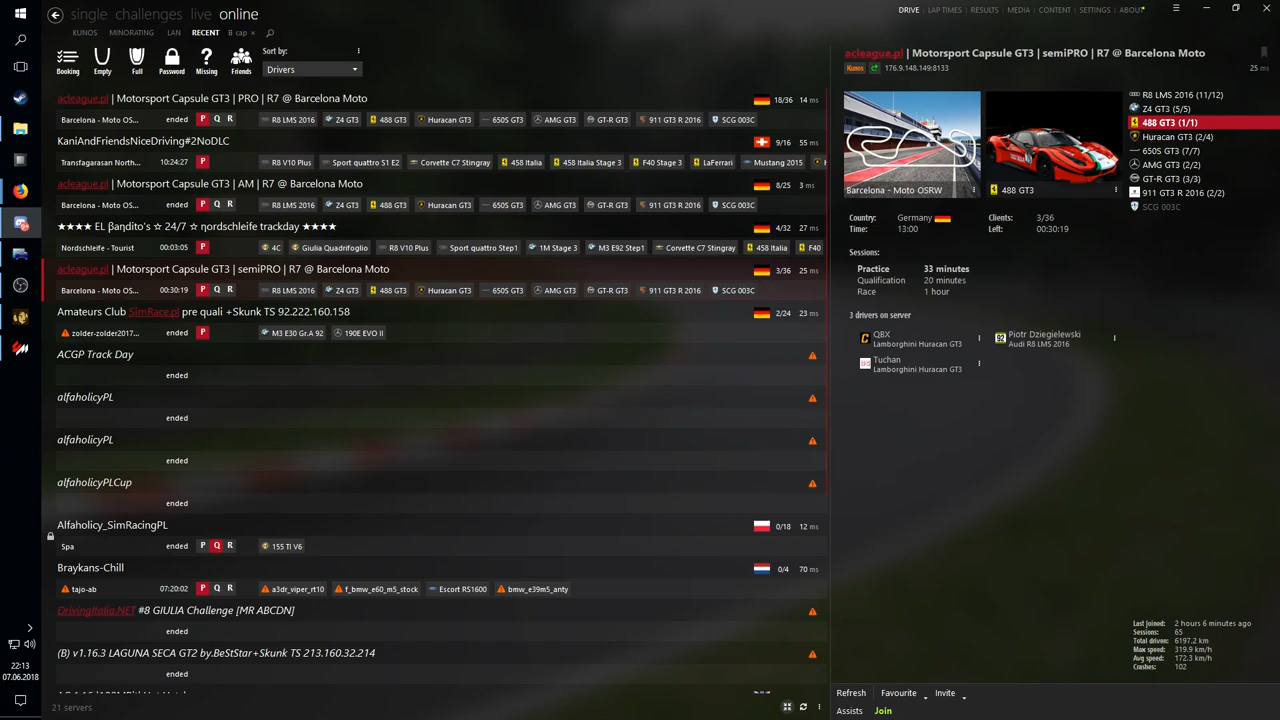 single challenges live online
KUNOS MINORATING LAN RECENT B cap
DRIVE LAP TIMES RESULTS MEDIA CONTENT SETTINGS ABOUT
Booking Empty Full Password Missing Friends
Sort by:
Drivers
acleague.pl | Motorsport Capsule GT3 | PRO | R7 @ Barcelona Moto 18/36 14 ms
Barcelona - Moto OS... ended P Q R R8 LMS 2016 Z4 GT3 488 GT3 Huracan GT3 650S GT3 AMG GT3 GT-R GT3 911 GT3 R 2016 SCG 003C
KaniAndFriendsNiceDriving#2NoDLC 9/16 55 ms
Transfagarasan North... 10:24:27 P R8 V10 Plus Sport quattro S1 E2 Corvette C7 Stingray 458 Italia 458 Italia Stage 3 F40 Stage 3 LaFerrari Mustang 2015
acleague.pl | Motorsport Capsule GT3 | AM | R7 @ Barcelona Moto 8/25 3 ms
Barcelona - Moto OS... ended P Q R R8 LMS 2016 Z4 GT3 488 GT3 Huracan GT3 650S GT3 AMG GT3 GT-R GT3 911 GT3 R 2016 SCG 003C
★★★★ EL βαηdito's ☆ 24/7 ☆ ηordschleife trackday ★★★★ 4/32 27 ms
Nordschleife - Tourist 00:03:05 P 4C Giulia Quadrifoglio R8 V10 Plus Sport quattro Step1 1M Stage 3 M3 E92 Step1 Corvette C7 Stingray 458 Italia F40
acleague.pl | Motorsport Capsule GT3 | semiPRO | R7 @ Barcelona Moto 3/36 25 ms
Barcelona - Moto OS... 00:30:19 P Q R R8 LMS 2016 Z4 GT3 488 GT3 Huracan GT3 650S GT3 AMG GT3 GT-R GT3 911 GT3 R 2016 SCG 003C
Amateurs Club SimRace.pl pre quali +Skunk TS 92.222.160.158 2/24 23 ms
zolder-zolder2017... P M3 E30 Gr.A 92 190E EVO II
ACGP Track Day
ended
alfaholicyPL
ended
alfaholicyPL
ended
alfaholicyPLCup
ended
Alfaholicy_SimRacingPL 0/18 12 ms
Spa ended P Q R 155 TI V6
Braykans-Chill 0/4 70 ms
tajo-ab 07:20:02 P Q R a3dr_viper_rt10 f_bmw_e60_m5_stock Escort RS1600 bmw_e39m5_anty
DrivingItalia.NET #8 GIULIA Challenge [MR ABCDN]
ended
(B) v1.16.3 LAGUNA SECA GT2 by.BeStStar+Skunk TS 213.160.32.214
ended
21 servers
acleague.pl | Motorsport Capsule GT3 | semiPRO | R7 @ Barcelona Moto
Kunos 176.9.148.149:8133 25 ms
Barcelona - Moto OSRW
488 GT3
R8 LMS 2016 (11/12)
Z4 GT3 (5/5)
488 GT3 (1/1)
Huracan GT3 (2/4)
650S GT3 (7/7)
AMG GT3 (2/2)
GT-R GT3 (3/3)
911 GT3 R 2016 (2/2)
SCG 003C
Country: Germany Clients: 3/36
Time: 13:00 Left: 00:30:19
Sessions:
Practice 33 minutes
Qualification 20 minutes
Race 1 hour
3 drivers on server
QBX
Lamborghini Huracan GT3
Piotr Dziegielewski
Audi R8 LMS 2016
Tuchan
Lamborghini Huracan GT3
Last joined: 2 hours 6 minutes ago
Sessions: 65
Total driven: 6197.2 km
Max speed: 319.9 km/h
Avg speed: 172.3 km/h
Crashes: 102
Refresh Favourite Invite
Assists Join
22:13
07.06.2018